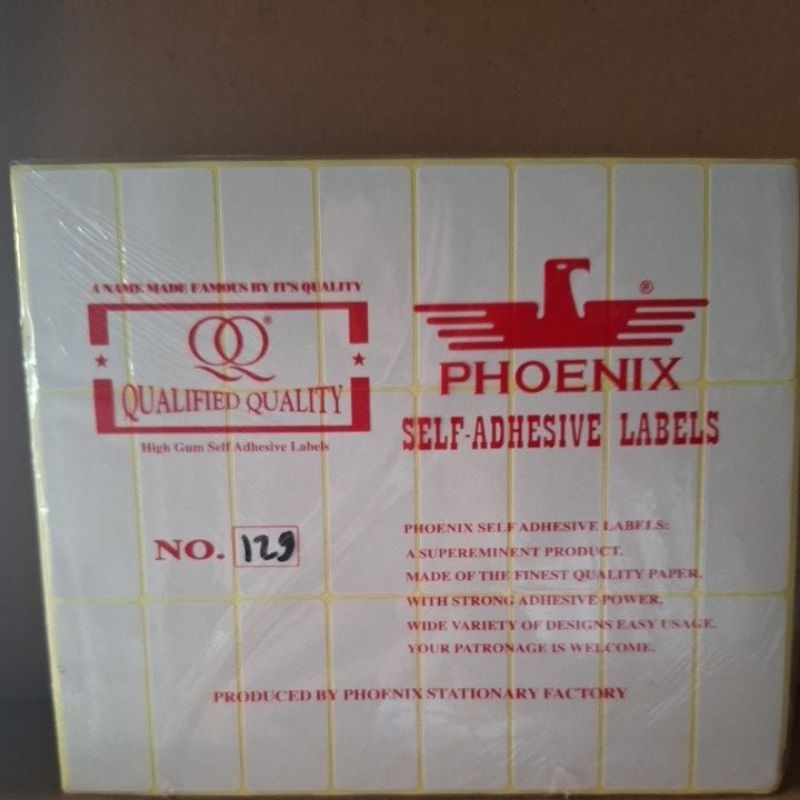 A NAME MADE FAMOUS BY IT'S QUALITY
QQ®
QUALIFIED QUALITY
High Gum Self Adhesive Labels
®
PHOENIX
SELF-ADHESIVE LABELS
NO. 129
PHOENIX SELF ADHESIVE LABELS:
A SUPEREMINENT PRODUCT.
MADE OF THE FINEST QUALITY PAPER.
WITH STRONG ADHESIVE POWER.
WIDE VARIETY OF DESIGNS EASY USAGE.
YOUR PATRONAGE IS WELCOME.
PRODUCED BY PHOENIX STATIONARY FACTORY